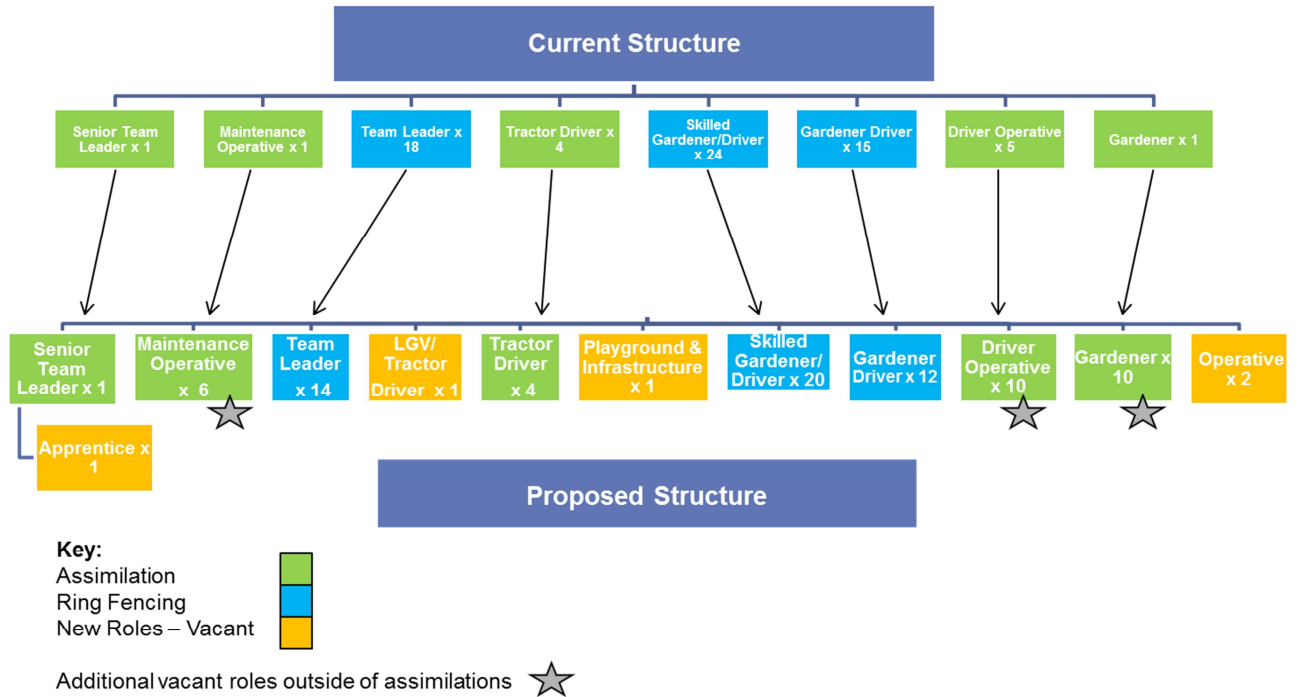 Current Structure
Senior Team
Leader x 1
Maintenance
Operative x 1
Team Leader x
18
Tractor Driver x
4
Skilled
Gardener/Driver
x 24
Gardener Driver
x 15
Driver Operative
x 5
Gardener x 1
Senior
Team
Leader x 1
Maintenance
Operative
x 6
Team
Leader
x 14
LGV/
Tractor
Driver x 1
Tractor
Driver
x 4
Playground &
Infrastructure
x 1
Skilled
Gardener/
Driver x 20
Gardener
Driver x 12
Driver
Operative
x 10
Gardener x
10
Operative
x 2
Apprentice x
1
Proposed Structure
Key:
Assimilation
Ring Fencing
New Roles – Vacant
Additional vacant roles outside of assimilations